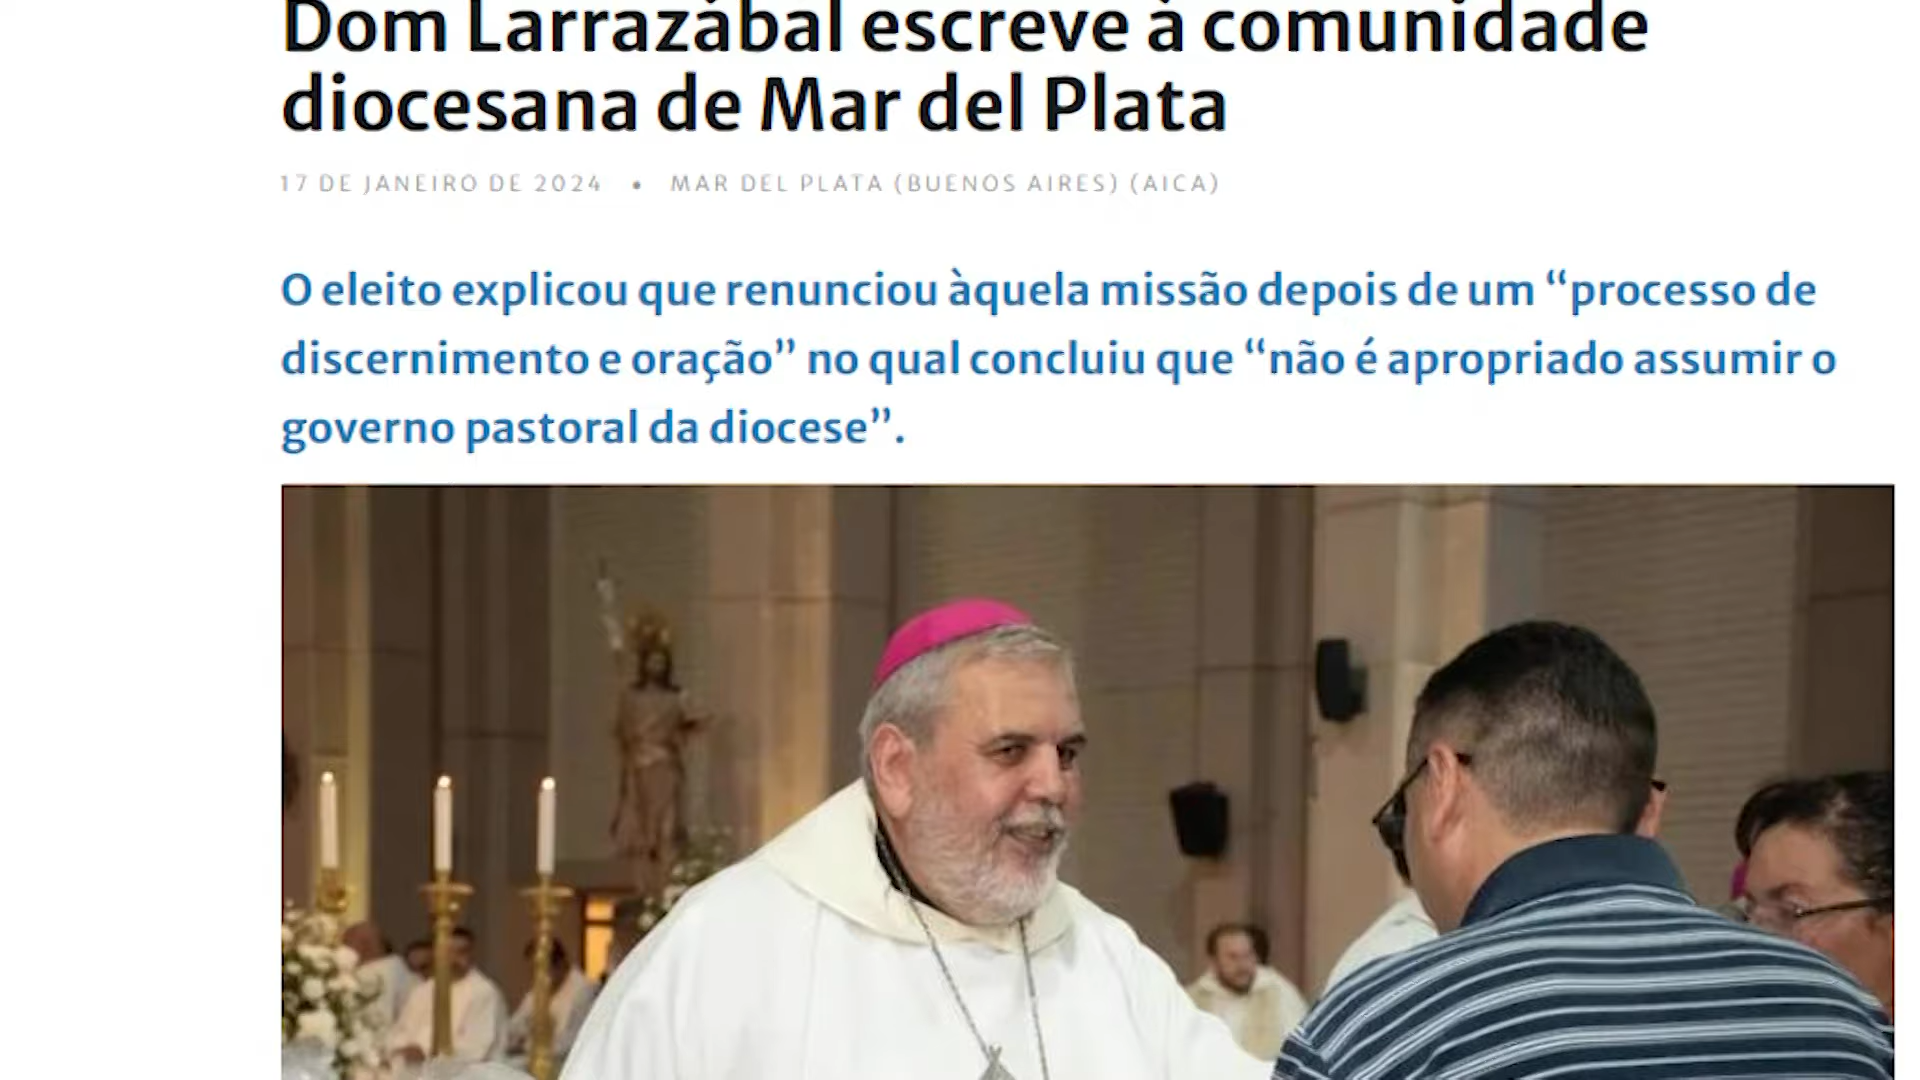 Dom Larrazábal escreve à comunidade
diocesana de Mar del Plata
17 DE JANEIRO DE 2024 • MAR DEL PLATA (BUENOS AIRES) (AICA)
O eleito explicou que renunciou àquela missão depois de um “processo de
discernimento e oração” no qual concluiu que “não é apropriado assumir o
governo pastoral da diocese”.